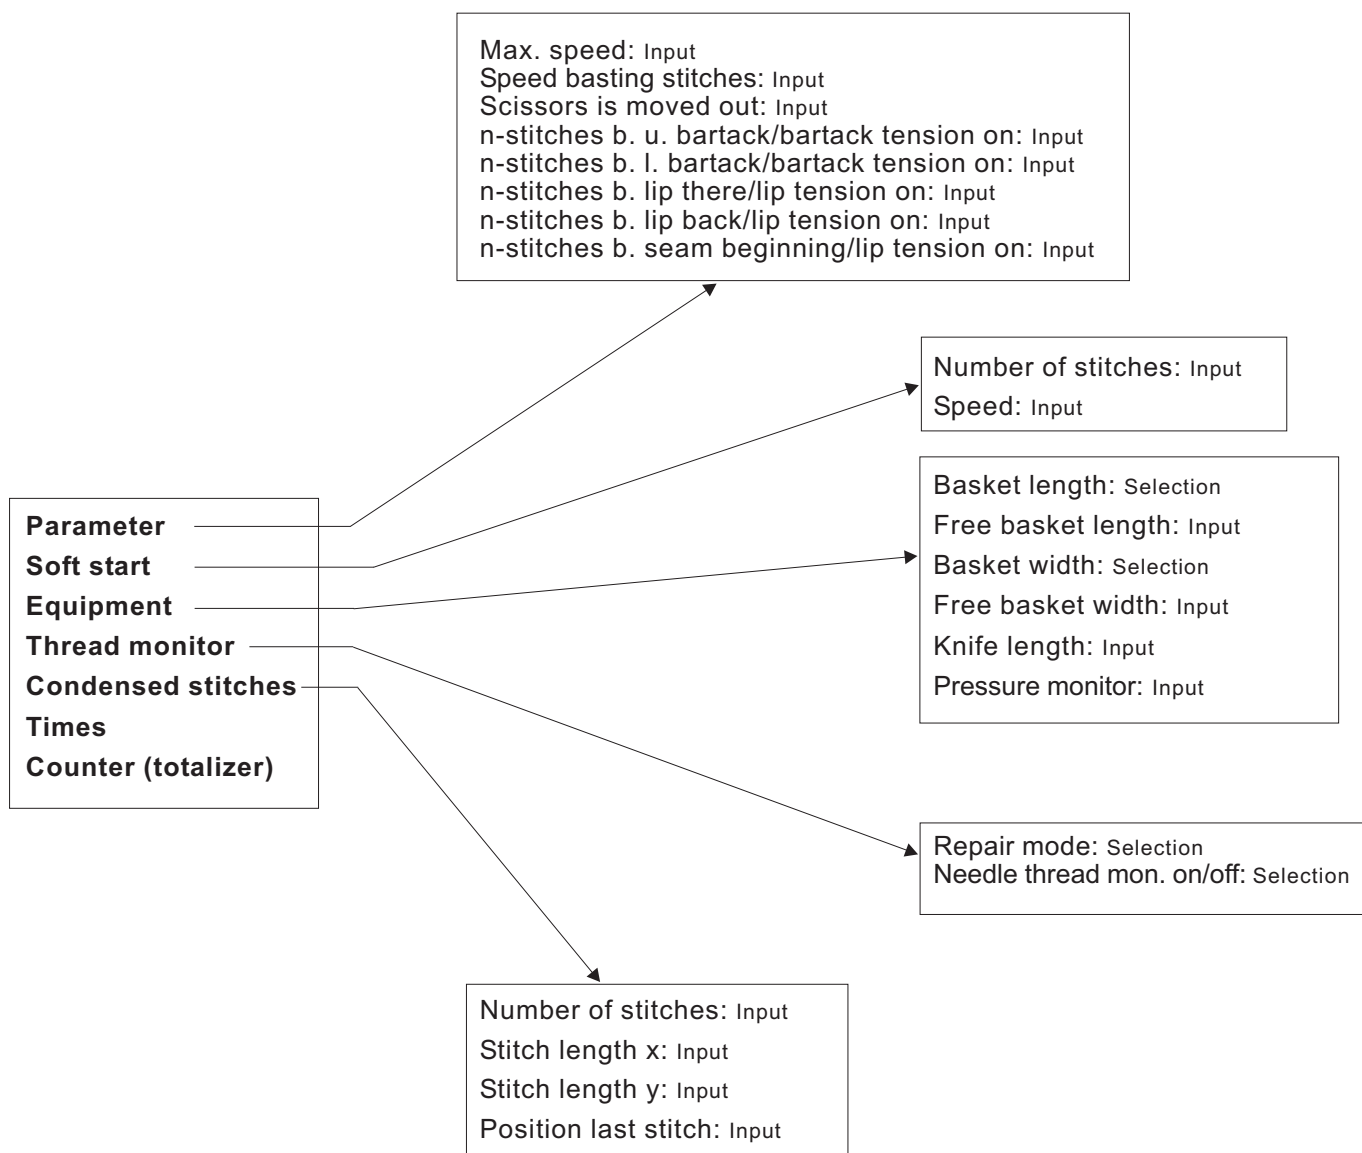 Max. speed: Input
Speed basting stitches: Input
Scissors is moved out: Input
n-stitches b. u. bartack/bartack tension on: Input
n-stitches b. l. bartack/bartack tension on: Input
n-stitches b. lip there/lip tension on: Input
n-stitches b. lip back/lip tension on: Input
n-stitches b. seam beginning/lip tension on: Input
Number of stitches: Input
Speed: Input
Basket length: Selection
Free basket length: Input
Basket width: Selection
Free basket width: Input
Knife length: Input
Pressure monitor: Input
Parameter
Soft start
Equipment
Thread monitor
Condensed stitches
Times
Counter (totalizer)
Repair mode: Selection
Needle thread mon. on/off: Selection
Number of stitches: Input
Stitch length x: Input
Stitch length y: Input
Position last stitch: Input